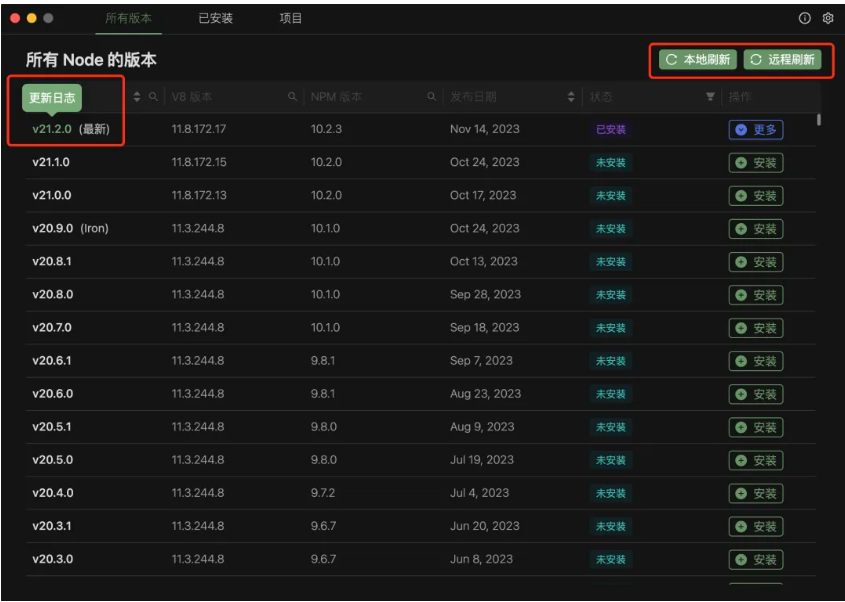 所有版本 已安装 项目
所有 Node 的版本 本地刷新 远程刷新
更新日志 V8 版本 NPM 版本 发布日期 状态 操作
v21.2.0 (最新) 11.8.172.17 10.2.3 Nov 14, 2023 已安装 更多
v21.1.0 11.8.172.15 10.2.0 Oct 24, 2023 未安装 安装
v21.0.0 11.8.172.13 10.2.0 Oct 17, 2023 未安装 安装
v20.9.0 (Iron) 11.3.244.8 10.1.0 Oct 24, 2023 未安装 安装
v20.8.1 11.3.244.8 10.1.0 Oct 13, 2023 未安装 安装
v20.8.0 11.3.244.8 10.1.0 Sep 28, 2023 未安装 安装
v20.7.0 11.3.244.8 10.1.0 Sep 18, 2023 未安装 安装
v20.6.1 11.3.244.8 9.8.1 Sep 7, 2023 未安装 安装
v20.6.0 11.3.244.8 9.8.1 Aug 23, 2023 未安装 安装
v20.5.1 11.3.244.8 9.8.0 Aug 9, 2023 未安装 安装
v20.5.0 11.3.244.8 9.8.0 Jul 19, 2023 未安装 安装
v20.4.0 11.3.244.8 9.7.2 Jul 4, 2023 未安装 安装
v20.3.1 11.3.244.8 9.6.7 Jun 20, 2023 未安装 安装
v20.3.0 11.3.244.8 9.6.7 Jun 8, 2023 未安装 安装